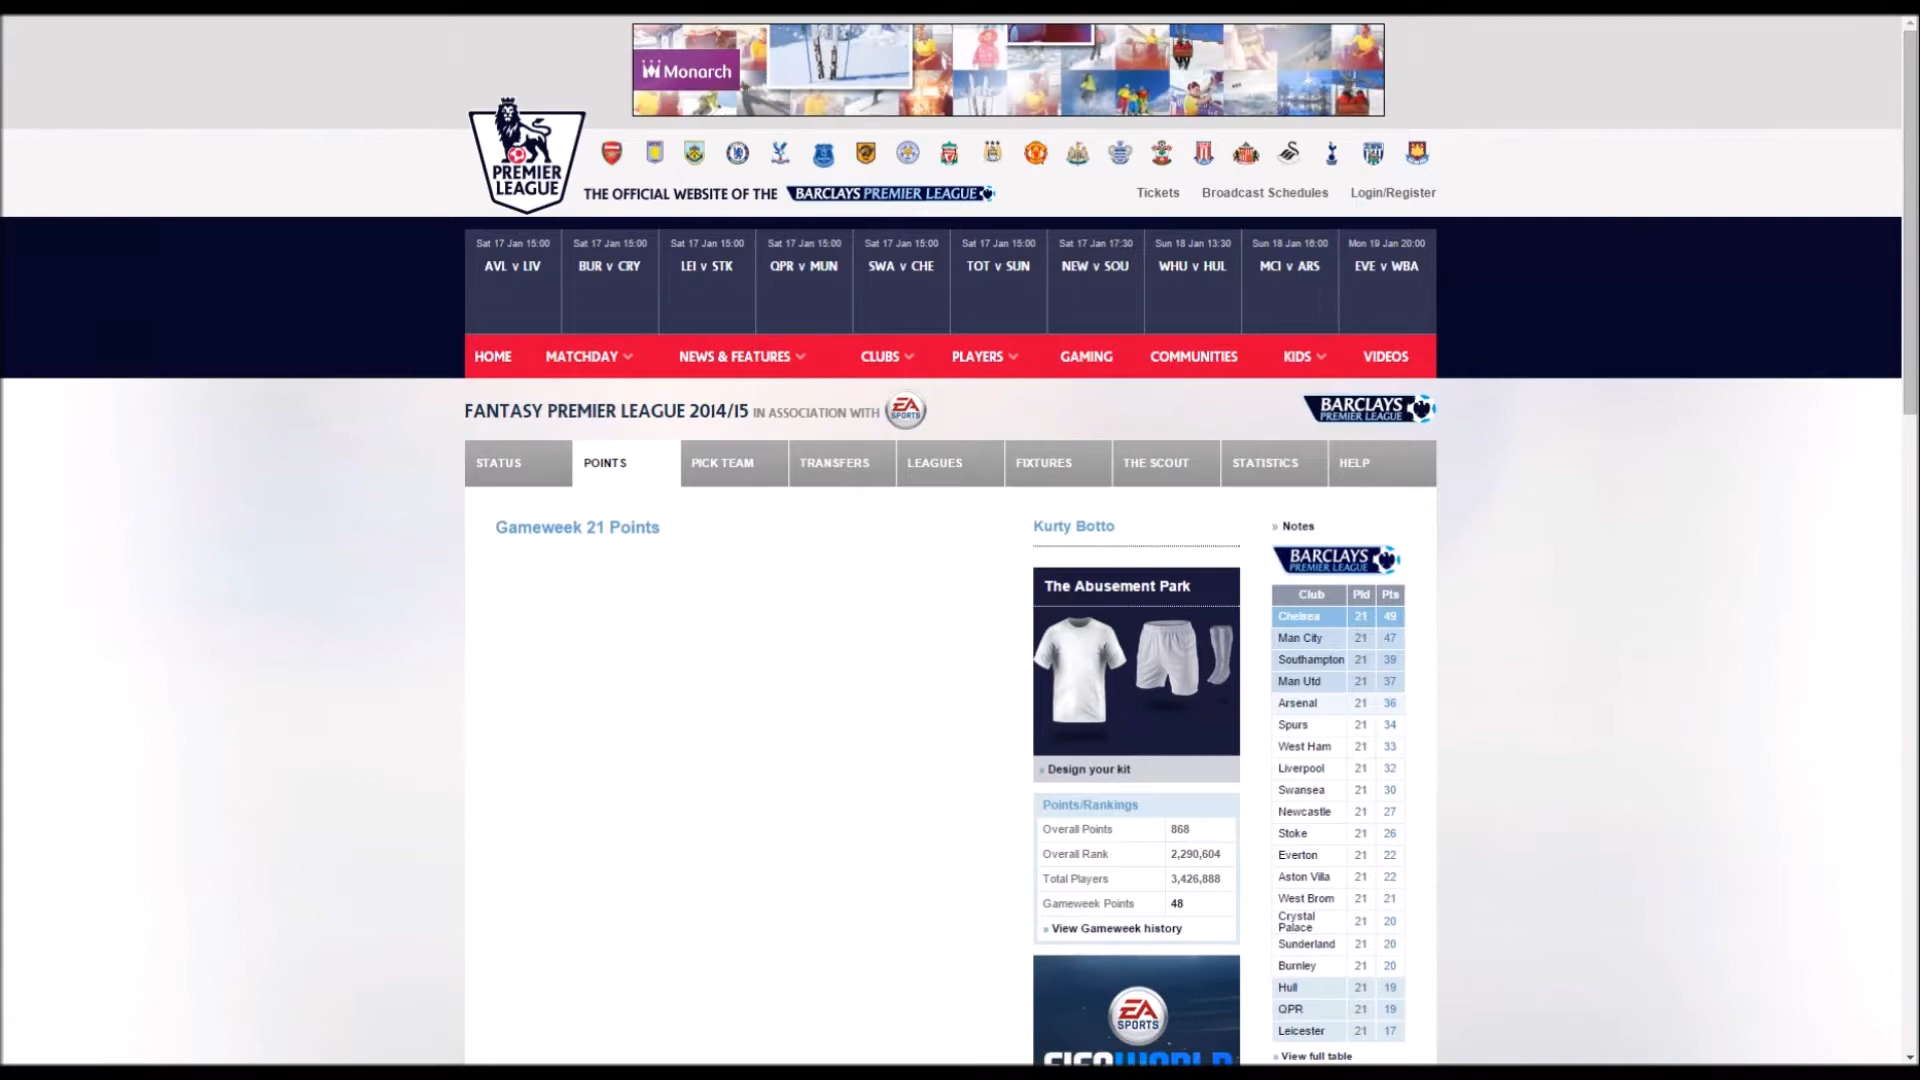 Monarch
PREMIER
LEAGUE
THE OFFICIAL WEBSITE OF THE BARCLAYS PREMIER LEAGUE
Tickets Broadcast Schedules Login/Register
Sat 17 Jan 15:00 Sat 17 Jan 15:00 Sat 17 Jan 15:00 Sat 17 Jan 15:00 Sat 17 Jan 15:00 Sat 17 Jan 15:00 Sat 17 Jan 17:30 Sun 18 Jan 13:30 Sun 18 Jan 16:00 Mon 19 Jan 20:00
AVL v LIV BUR v CRY LEI v STK QPR v MUN SWA v CHE TOT v SUN NEW v SOU WHU v HUL MCI v ARS EVE v WBA
HOME MATCHDAY NEWS & FEATURES CLUBS PLAYERS GAMING COMMUNITIES KIDS VIDEOS
FANTASY PREMIER LEAGUE 2014/15 IN ASSOCIATION WITH EA SPORTS
BARCLAYS
PREMIER LEAGUE
STATUS POINTS PICK TEAM TRANSFERS LEAGUES FIXTURES THE SCOUT STATISTICS HELP
Gameweek 21 Points
Kurty Botto
The Abusement Park
» Design your kit
Points/Rankings
Overall Points 868
Overall Rank 2,290,604
Total Players 3,426,888
Gameweek Points 48
» View Gameweek history
EA
SPORTS
FIFA WORLD
» Notes
BARCLAYS
PREMIER LEAGUE
Club Pld Pts
Chelsea 21 49
Man City 21 47
Southampton 21 39
Man Utd 21 37
Arsenal 21 36
Spurs 21 34
West Ham 21 33
Liverpool 21 32
Swansea 21 30
Newcastle 21 27
Stoke 21 26
Everton 21 22
Aston Villa 21 22
West Brom 21 21
Crystal
Palace 21 20
Sunderland 21 20
Burnley 21 20
Hull 21 19
QPR 21 19
Leicester 21 17
» View full table